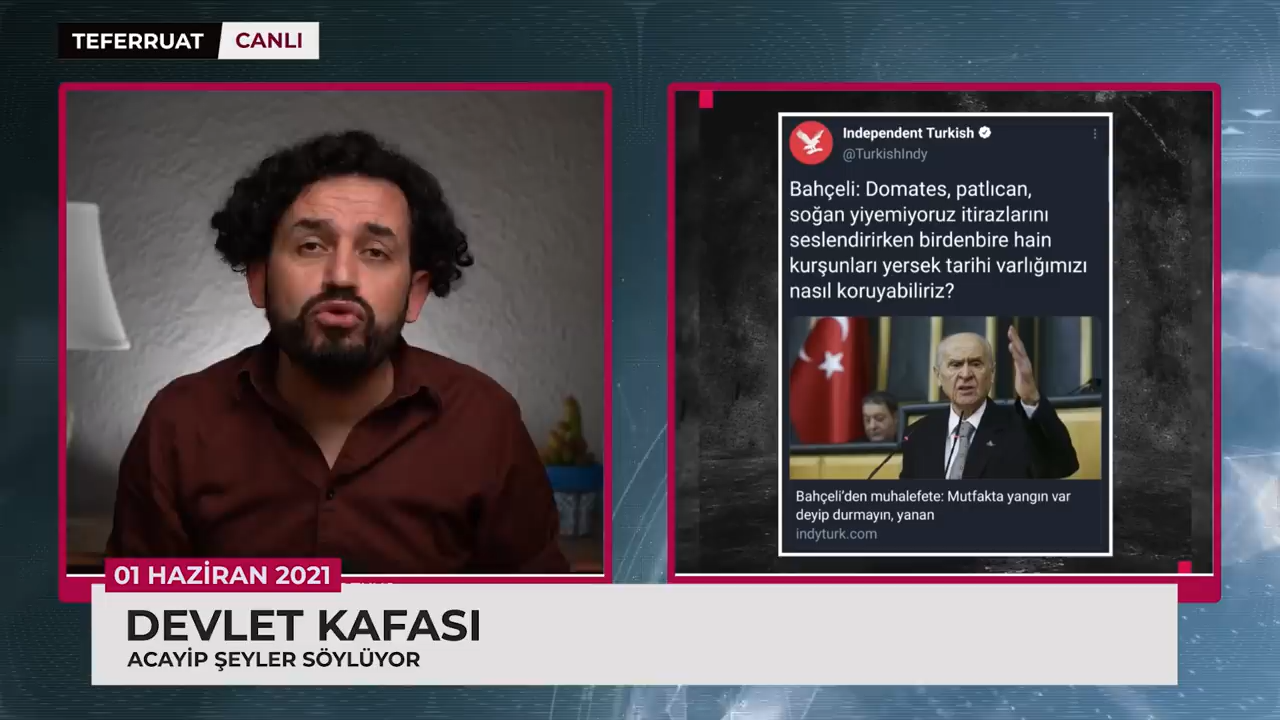 TEFERRUAT CANLI
Independent Turkish
@TurkishIndy
Bahçeli: Domates, patlıcan,
soğan yiyemiyoruz itirazlarını
seslendirirken birdenbire hain
kurşunları yersek tarihi varlığımızı
nasıl koruyabiliriz?
Bahçeli'den muhalefete: Mutfakta yangın var
deyip durmayın, yanan
indyturk.com
01 HAZİRAN 2021
DEVLET KAFASI
ACAYİP ŞEYLER SÖYLÜYOR